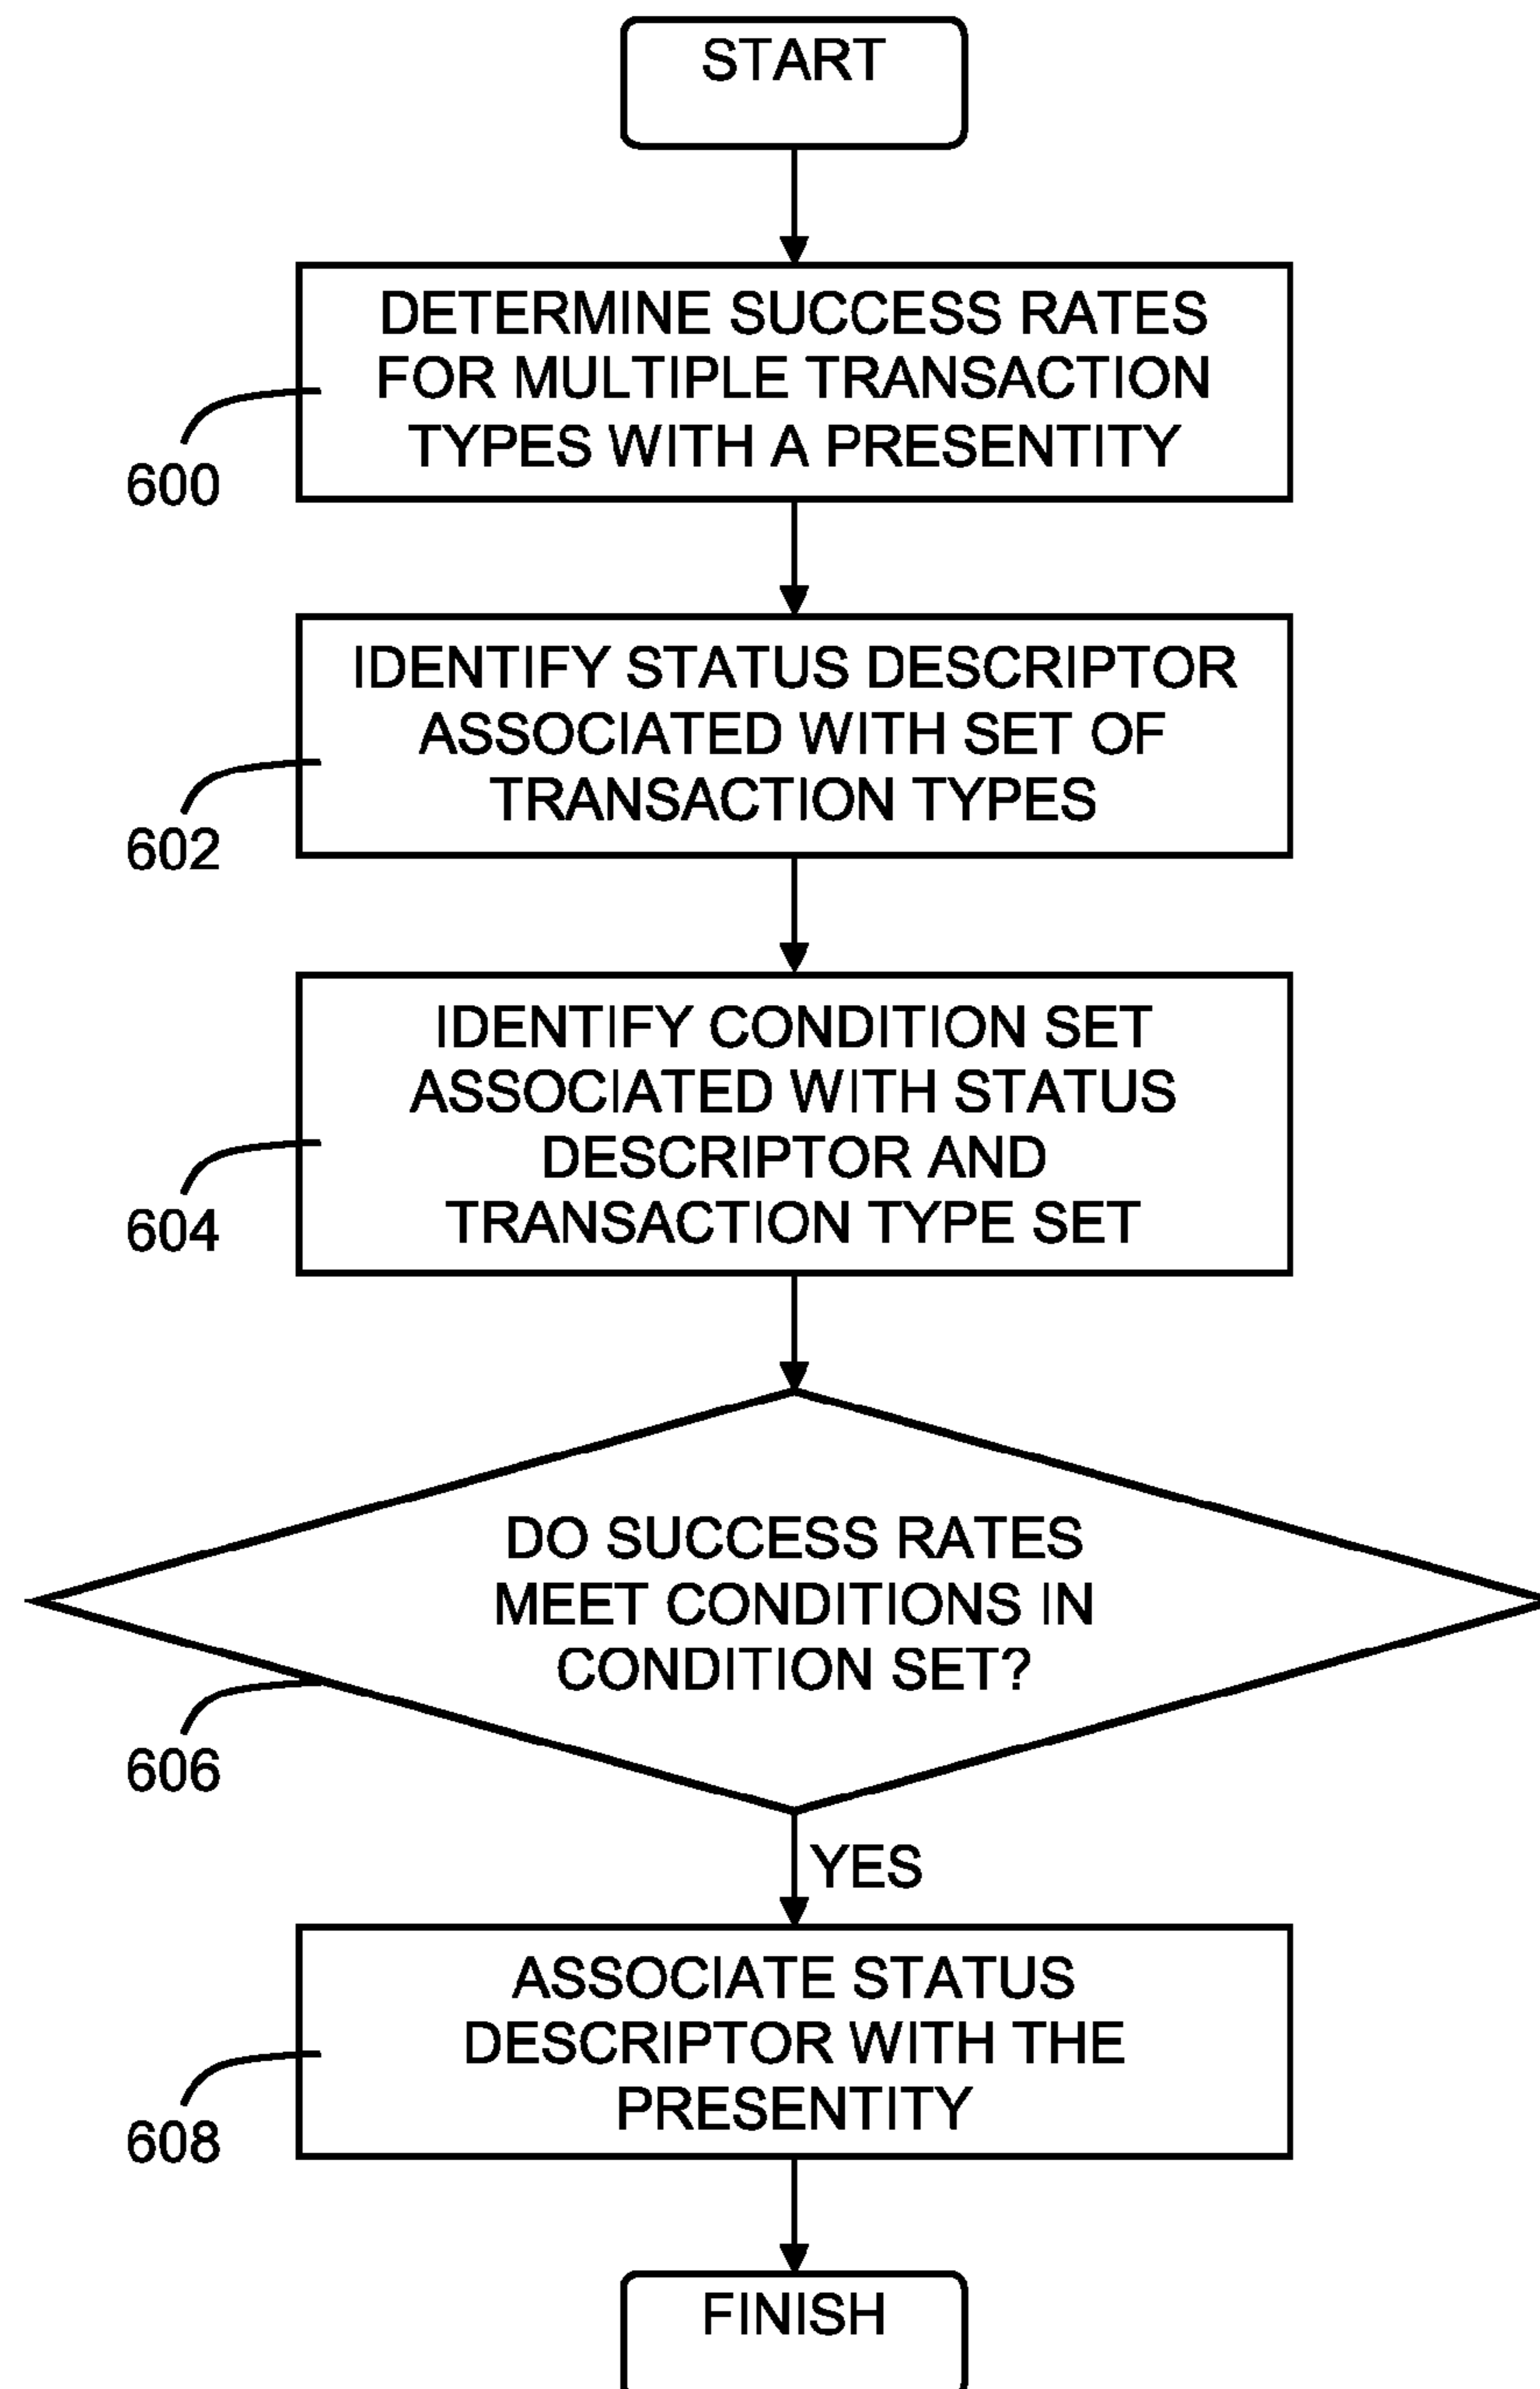 START
DETERMINE SUCCESS RATES
FOR MULTIPLE TRANSACTION
TYPES WITH A PRESENTITY
600
IDENTIFY STATUS DESCRIPTOR
ASSOCIATED WITH SET OF
TRANSACTION TYPES
602
IDENTIFY CONDITION SET
ASSOCIATED WITH STATUS
DESCRIPTOR AND
TRANSACTION TYPE SET
604
DO SUCCESS RATES
MEET CONDITIONS IN
CONDITION SET?
606
YES
ASSOCIATE STATUS
DESCRIPTOR WITH THE
PRESENTITY
608
FINISH